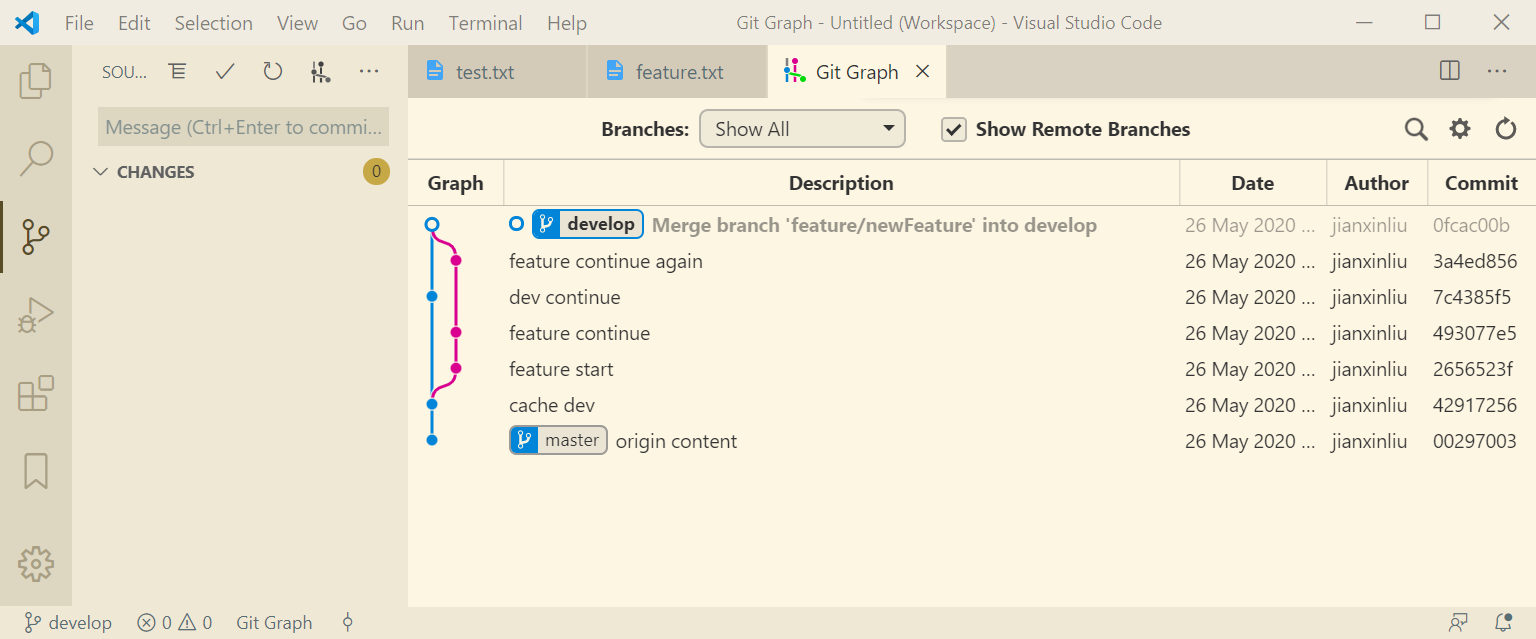 File Edit Selection View Go Run Terminal Help Git Graph - Untitled (Workspace) - Visual Studio Code
SOU...
test.txt feature.txt Git Graph
Message (Ctrl+Enter to commi...
CHANGES 0
Branches: Show All Show Remote Branches
Graph Description Date Author Commit
develop Merge branch 'feature/newFeature' into develop 26 May 2020 ... jianxinliu 0fcac00b
feature continue again 26 May 2020 ... jianxinliu 3a4ed856
dev continue 26 May 2020 ... jianxinliu 7c4385f5
feature continue 26 May 2020 ... jianxinliu 493077e5
feature start 26 May 2020 ... jianxinliu 2656523f
cache dev 26 May 2020 ... jianxinliu 42917256
master origin content 26 May 2020 ... jianxinliu 00297003
develop 0 0 Git Graph